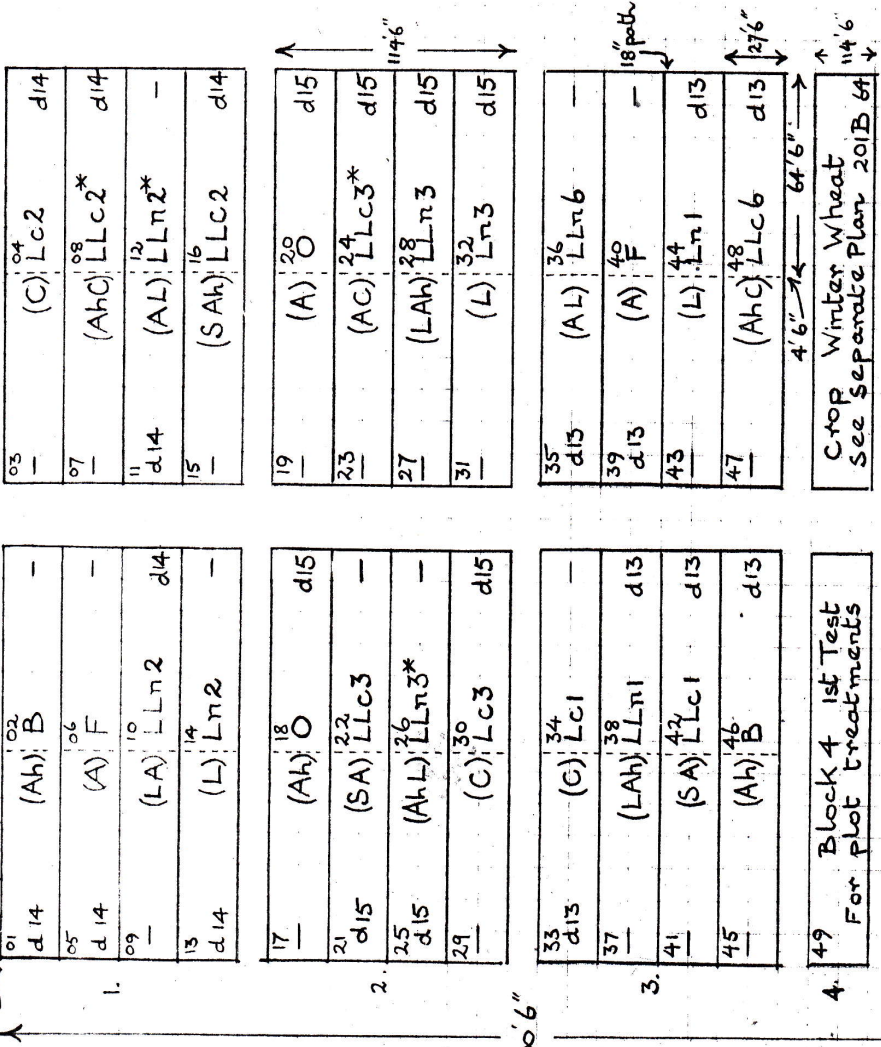 1.
01 d14 (Ah) 02 B –
05 d14 (A) 06 F –
09 – (LA) 10 LLn2 d14
13 d14 (L) 14 Ln2 –
03 – (C) 04 Lc2 d14
07 – (AhC) 08 LLc2* d14
11 d14 (AL) 12 LLn2* –
15 – (SAh) 16 LLc2 d14
2.
17 – (Ah) 18 O d15
21 d15 (SA) 22 LLc3 –
25 d15 (AhL) 26 LLn3* –
29 – (C) 30 Lc3 d15
19 – (A) 20 O d15
23 – (AC) 24 LLc3* d15
27 – (LAh) 28 LLn3 d15
31 – (L) 32 Ln3 d15
114'6"
3.
33 d13 (C) 34 Lc1 –
37 – (LAh) 38 LLn1 d13
41 – (SA) 42 LLc1 d13
45 – (Ah) 46 B d13
35 d13 (AL) 36 LLn6 –
39 d13 (A) 40 F –
43 – (L) 44 Ln1 d13
47 – (AhC) 48 LLc6 d13
18" path
27'6"
4'6"
64'6"
0'6"
4.
49 Block 4 1st Test
For plot treatments
Crop Winter Wheat
see separate Plan 201B 64
114'6"